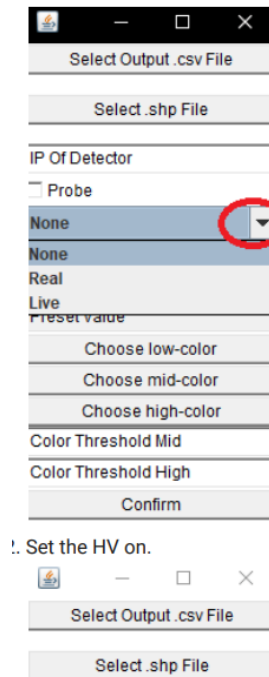 Select Output .csv File
Select .shp File
IP Of Detector
Probe
None
None
Real
Live
Preset value
Choose low-color
Choose mid-color
Choose high-color
Color Threshold Mid
Color Threshold High
Confirm
2. Set the HV on.
Select Output .csv File
Select .shp File